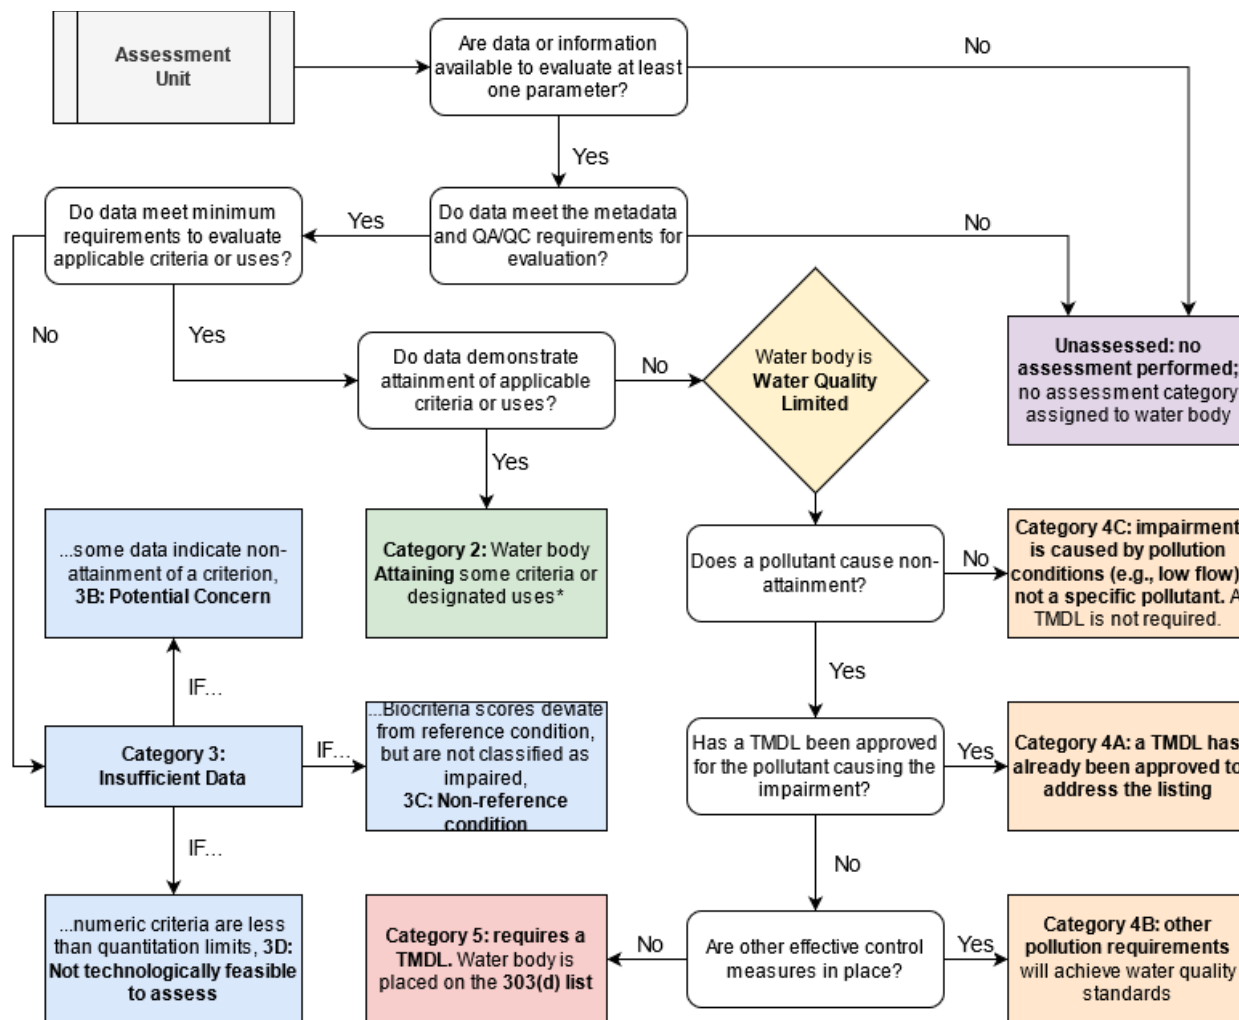 Assessment
Unit
Are data or information
available to evaluate at least
one parameter?
No
Yes
Do data meet minimum
requirements to evaluate
applicable criteria or uses?
Yes
Do data meet the metadata
and QA/QC requirements for
evaluation?
No
No
Yes
Do data demonstrate
attainment of applicable
criteria or uses?
No
Water body is
Water Quality
Limited
Unassessed: no
assessment performed;
no assessment category
assigned to water body
Yes
...some data indicate non-
attainment of a criterion,
3B: Potential Concern
Category 2: Water body
Attaining some criteria or
designated uses*
Does a pollutant cause non-
attainment?
No
Category 4C: impairment
is caused by pollution
conditions (e.g., low flow)
not a specific pollutant. A
TMDL is not required.
IF...
Yes
Category 3:
Insufficient Data
IF...
...Biocriteria scores deviate
from reference condition,
but are not classified as
impaired,
3C: Non-reference
condition
Has a TMDL been approved
for the pollutant causing the
impairment?
Yes
Category 4A: a TMDL has
already been approved to
address the listing
IF...
No
...numeric criteria are less
than quantitation limits, 3D:
Not technologically feasible
to assess
Category 5: requires a
TMDL. Water body is
placed on the 303(d) list
No
Are other effective control
measures in place?
Yes
Category 4B: other
pollution requirements
will achieve water quality
standards